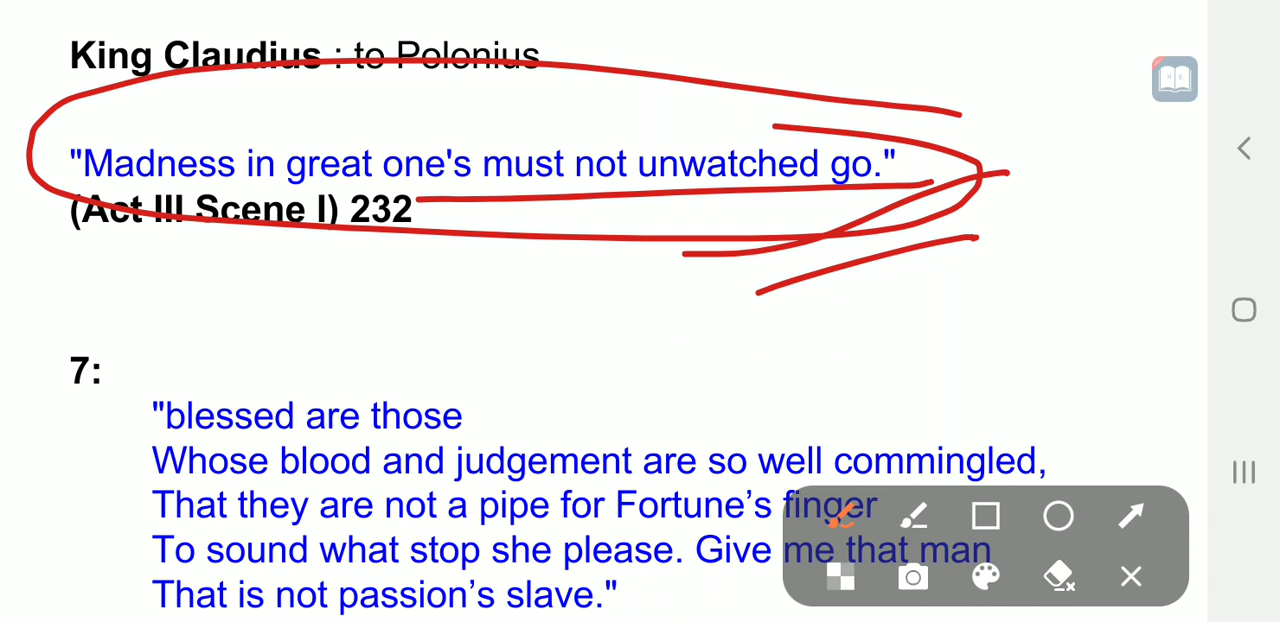 King Claudius : to Polonius
"Madness in great one's must not unwatched go."
(Act III Scene I) 232
7:
"blessed are those
Whose blood and judgement are so well commingled,
That they are not a pipe for Fortune’s finger
To sound what stop she please. Give me that man
That is not passion’s slave."